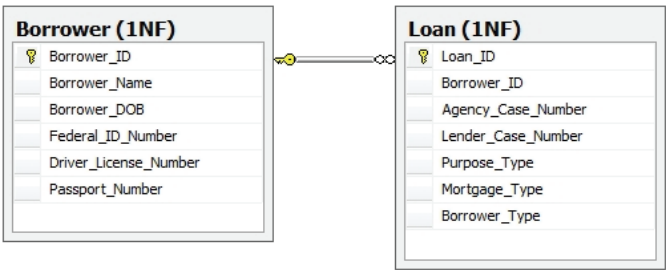 Borrower (1NF)
Borrower_ID
Borrower_Name
Borrower_DOB
Federal_ID_Number
Driver_License_Number
Passport_Number
Loan (1NF)
Loan_ID
Borrower_ID
Agency_Case_Number
Lender_Case_Number
Purpose_Type
Mortgage_Type
Borrower_Type